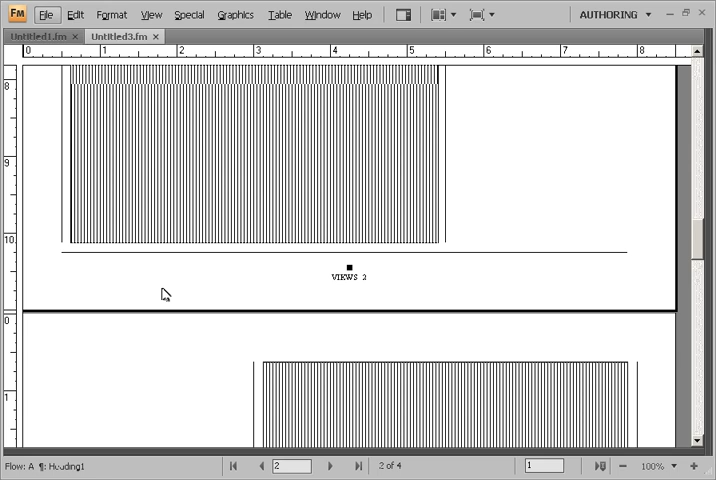 Fm File Edit Format View Special Graphics Table Window Help AUTHORING
Untitled1.fm × Untitled3.fm ×
0 1 2 3 4 5 6 7 8
8
9
10
VIEWS 2
0
1
Flow: A ¶: Heading1 2 2 of 4 1 100%